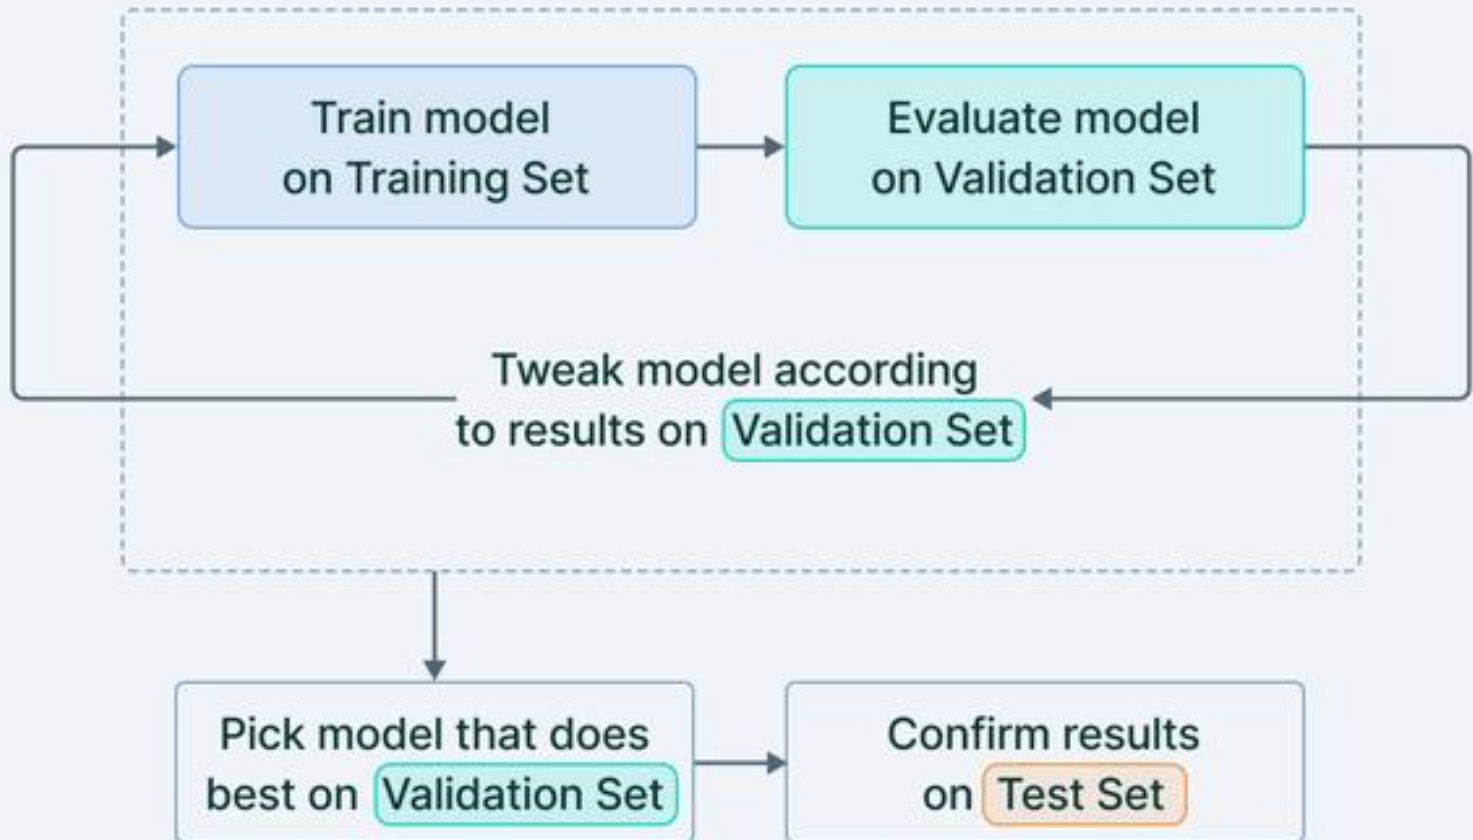 Train model
on Training Set
Evaluate model
on Validation Set
Tweak model according
to results on Validation Set
Pick model that does
best on Validation Set
Confirm results
on Test Set